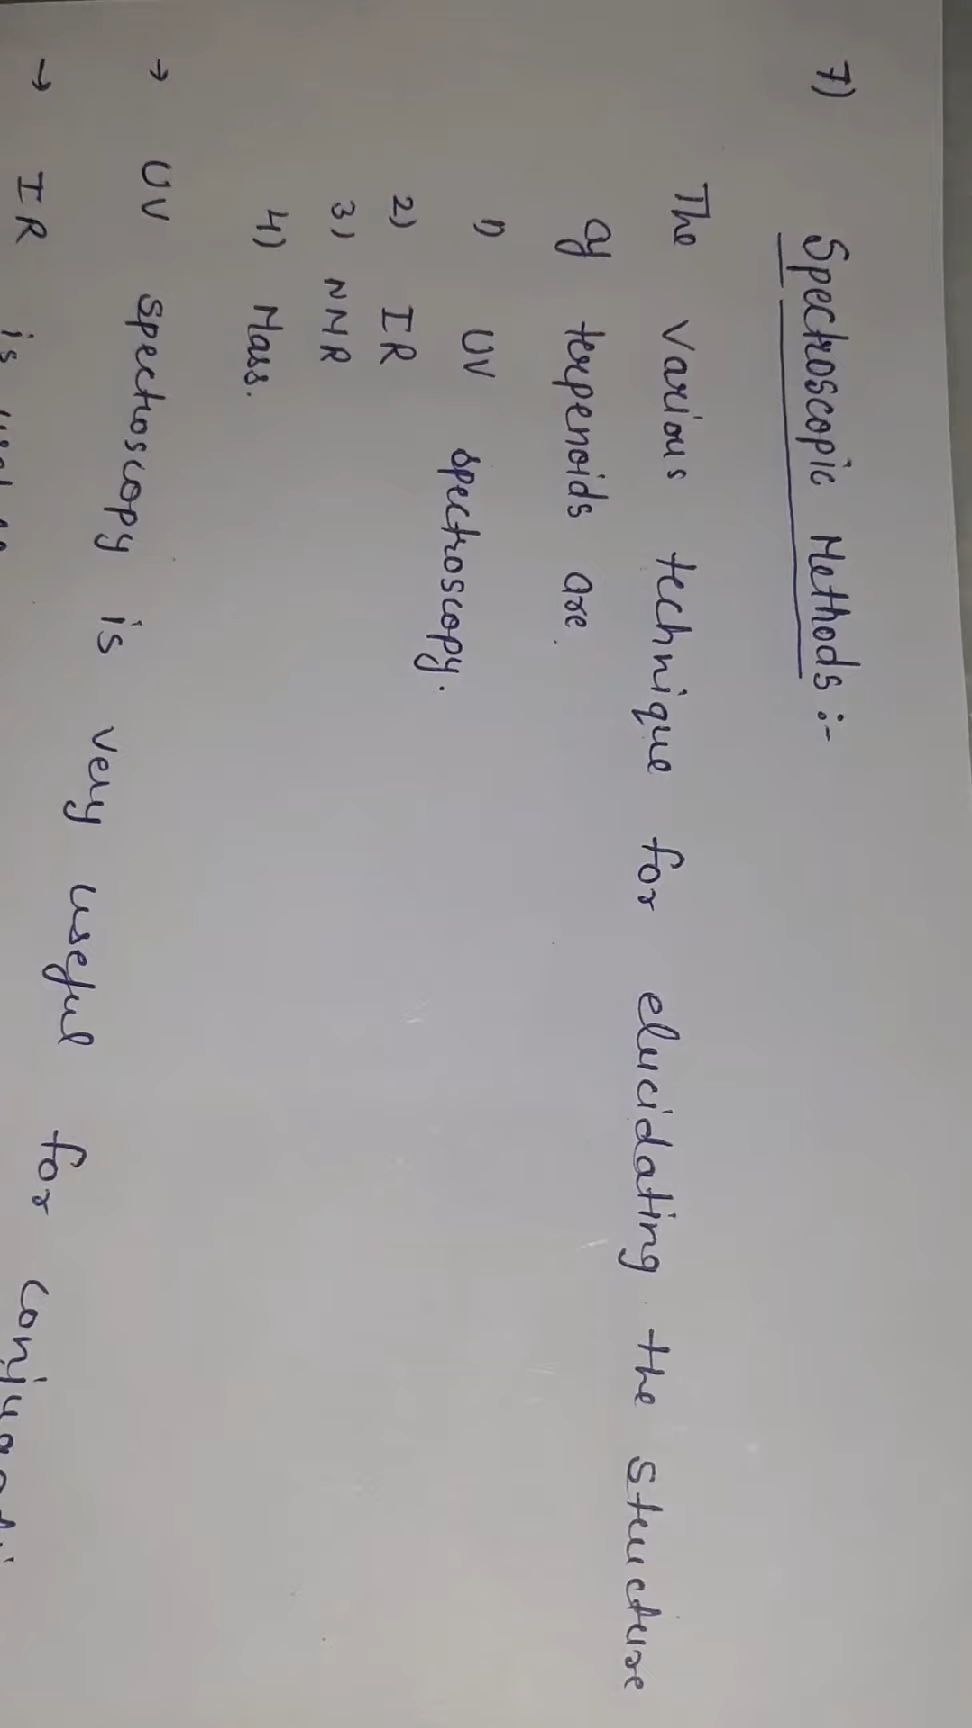 7) Spectroscopic Methods :-
The various technique for elucidating the structure
of terpenoids are
1) UV spectroscopy.
2) IR
3) NMR
4) Mass.
→ UV spectroscopy is very useful for
→ IR is